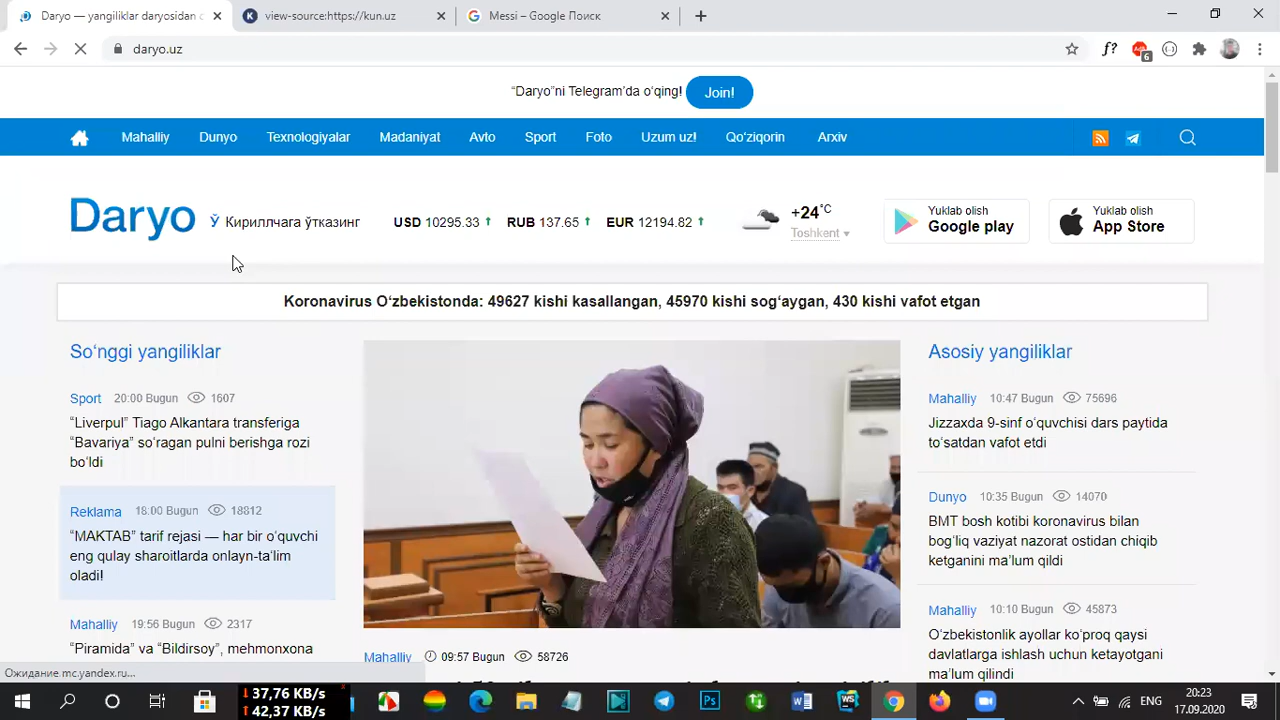 Daryo — yangiliklar daryosidan c
view-source:https://kun.uz
Messi – Google Поиск
daryo.uz
f?
6
“Daryo”ni Telegram’da o‘qing!
Join!
Mahalliy
Dunyo
Texnologiyalar
Madaniyat
Avto
Sport
Foto
Uzum uz!
Qo‘ziqorin
Arxiv
Daryo
Ў Кириллчага ўтказинг
USD 10295.33
RUB 137.65
EUR 12194.82
+24°C
Toshkent
Yuklab olish
Google play
Yuklab olish
App Store
Koronavirus O‘zbekistonda: 49627 kishi kasallangan, 45970 kishi sog‘aygan, 430 kishi vafot etgan
So‘nggi yangiliklar
Sport 20:00 Bugun 1607
“Liverpul” Tiago Alkantara transferiga
“Bavariya” so‘ragan pulni berishga rozi
bo‘ldi
Reklama 18:00 Bugun 18812
“MAKTAB” tarif rejasi — har bir o‘quvchi
eng qulay sharoitlarda onlayn-ta’lim
oladi!
Mahalliy 19:56 Bugun 2317
“Piramida” va “Bildirsoy”, mehmonxona
Mahalliy 09:57 Bugun 58726
Asosiy yangiliklar
Mahalliy 10:47 Bugun 75696
Jizzaxda 9-sinf o‘quvchisi dars paytida
to‘satdan vafot etdi
Dunyo 10:35 Bugun 14070
BMT bosh kotibi koronavirus bilan
bog‘liq vaziyat nazorat ostidan chiqib
ketganini ma’lum qildi
Mahalliy 10:10 Bugun 45873
O‘zbekistonlik ayollar ko‘proq qaysi
davlatlarga ishlash uchun ketayotgani
ma’lum qilindi
Ожидание mc.yandex.ru...
37,76 KB/s
42,37 KB/s
ENG
20:23
17.09.2020